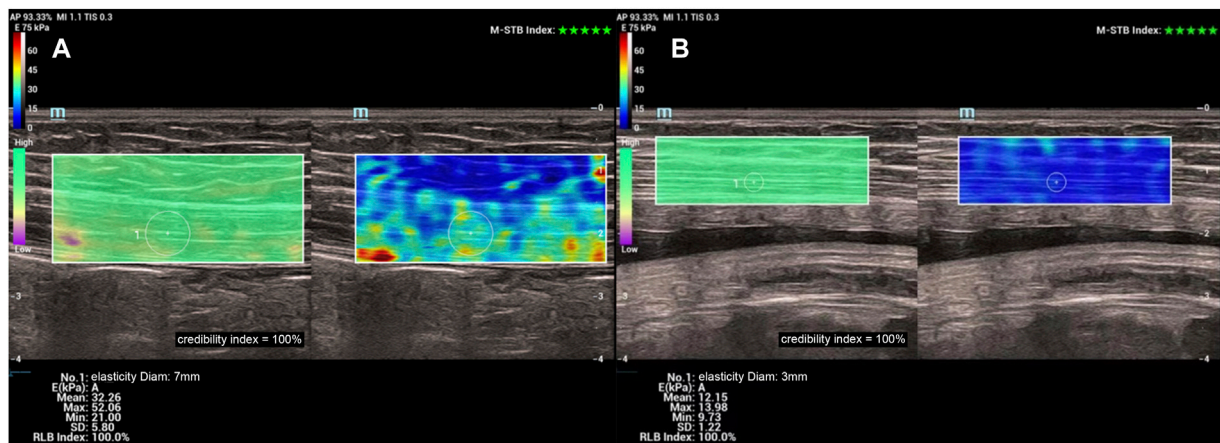 AP 93.33% MI 1.1 TIS 0.3
E 75 kPa
M-STB Index: ★★★★★
A
60
45
30
15
0
m
High
Low
1
0
1
2
-3
-4
credibility index = 100%
No.1: elasticity Diam: 7mm
E(kPa): A
Mean: 32.26
Max: 52.06
Min: 21.00
SD: 5.80
RLB Index: 100.0%
AP 93.33% MI 1.1 TIS 0.3
E 75 kPa
M-STB Index: ★★★★★
B
60
45
30
15
0
m
m
High
Low
1
-0
1
-2
-3
-4
credibility index = 100%
No.1: elasticity Diam: 3mm
E(kPa): A
Mean: 12.15
Max: 13.98
Min: 9.73
SD: 1.22
RLB Index: 100.0%